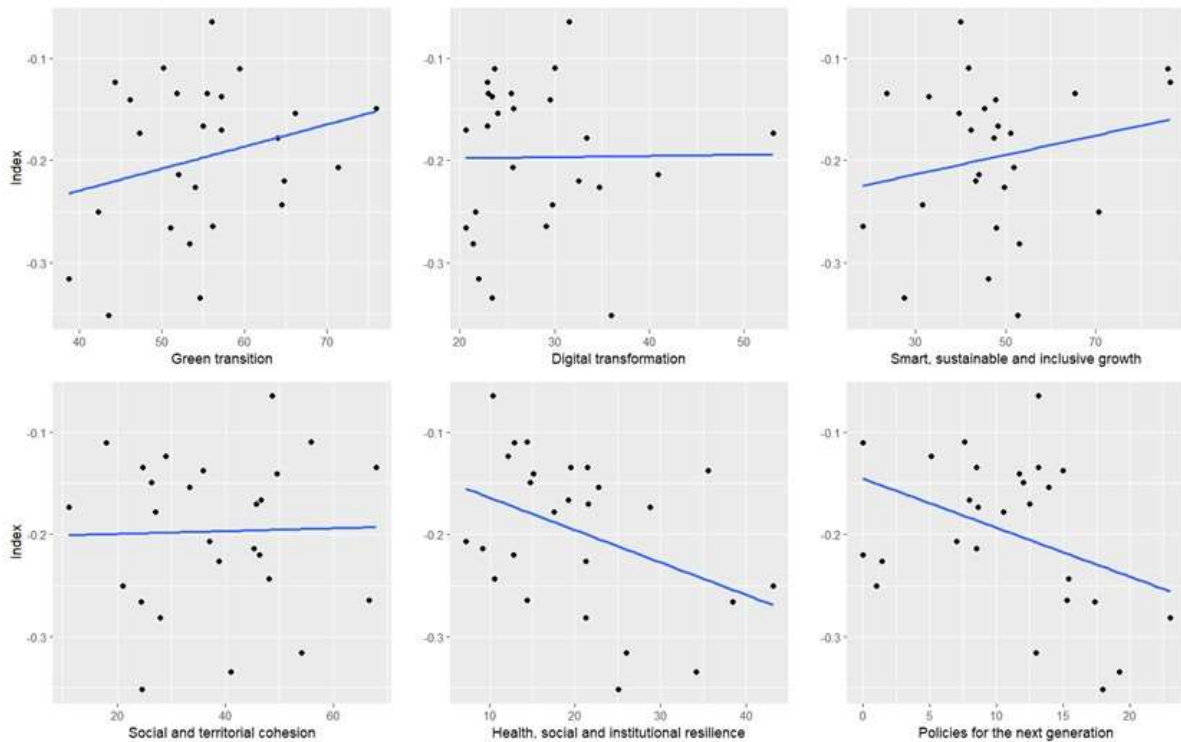 -0.1
-0.2
-0.3
Index
40 50 60 70
Green transition
-0.1
-0.2
-0.3
20 30 40 50
Digital transformation
-0.1
-0.2
-0.3
30 50 70
Smart, sustainable and inclusive growth
-0.1
-0.2
-0.3
Index
20 40 60
Social and territorial cohesion
-0.1
-0.2
-0.3
10 20 30 40
Health, social and institutional resilience
-0.1
-0.2
-0.3
0 5 10 15 20
Policies for the next generation